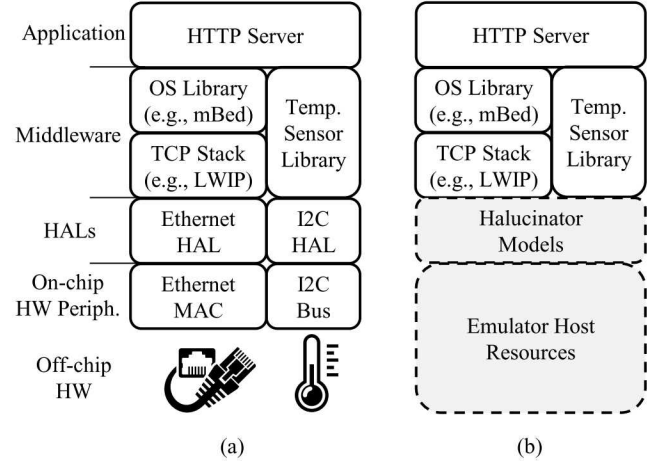 Application
HTTP Server
HTTP Server
Middleware
OS Library
(e.g., mBed)
TCP Stack
(e.g., LWIP)
Temp.
Sensor
Library
OS Library
(e.g., mBed)
TCP Stack
(e.g., LWIP)
Temp.
Sensor
Library
HALs
Ethernet
HAL
I2C
HAL
Halucinator
Models
On-chip
HW Periph.
Ethernet
MAC
I2C
Bus
Emulator Host
Resources
Off-chip
HW
(a)
(b)